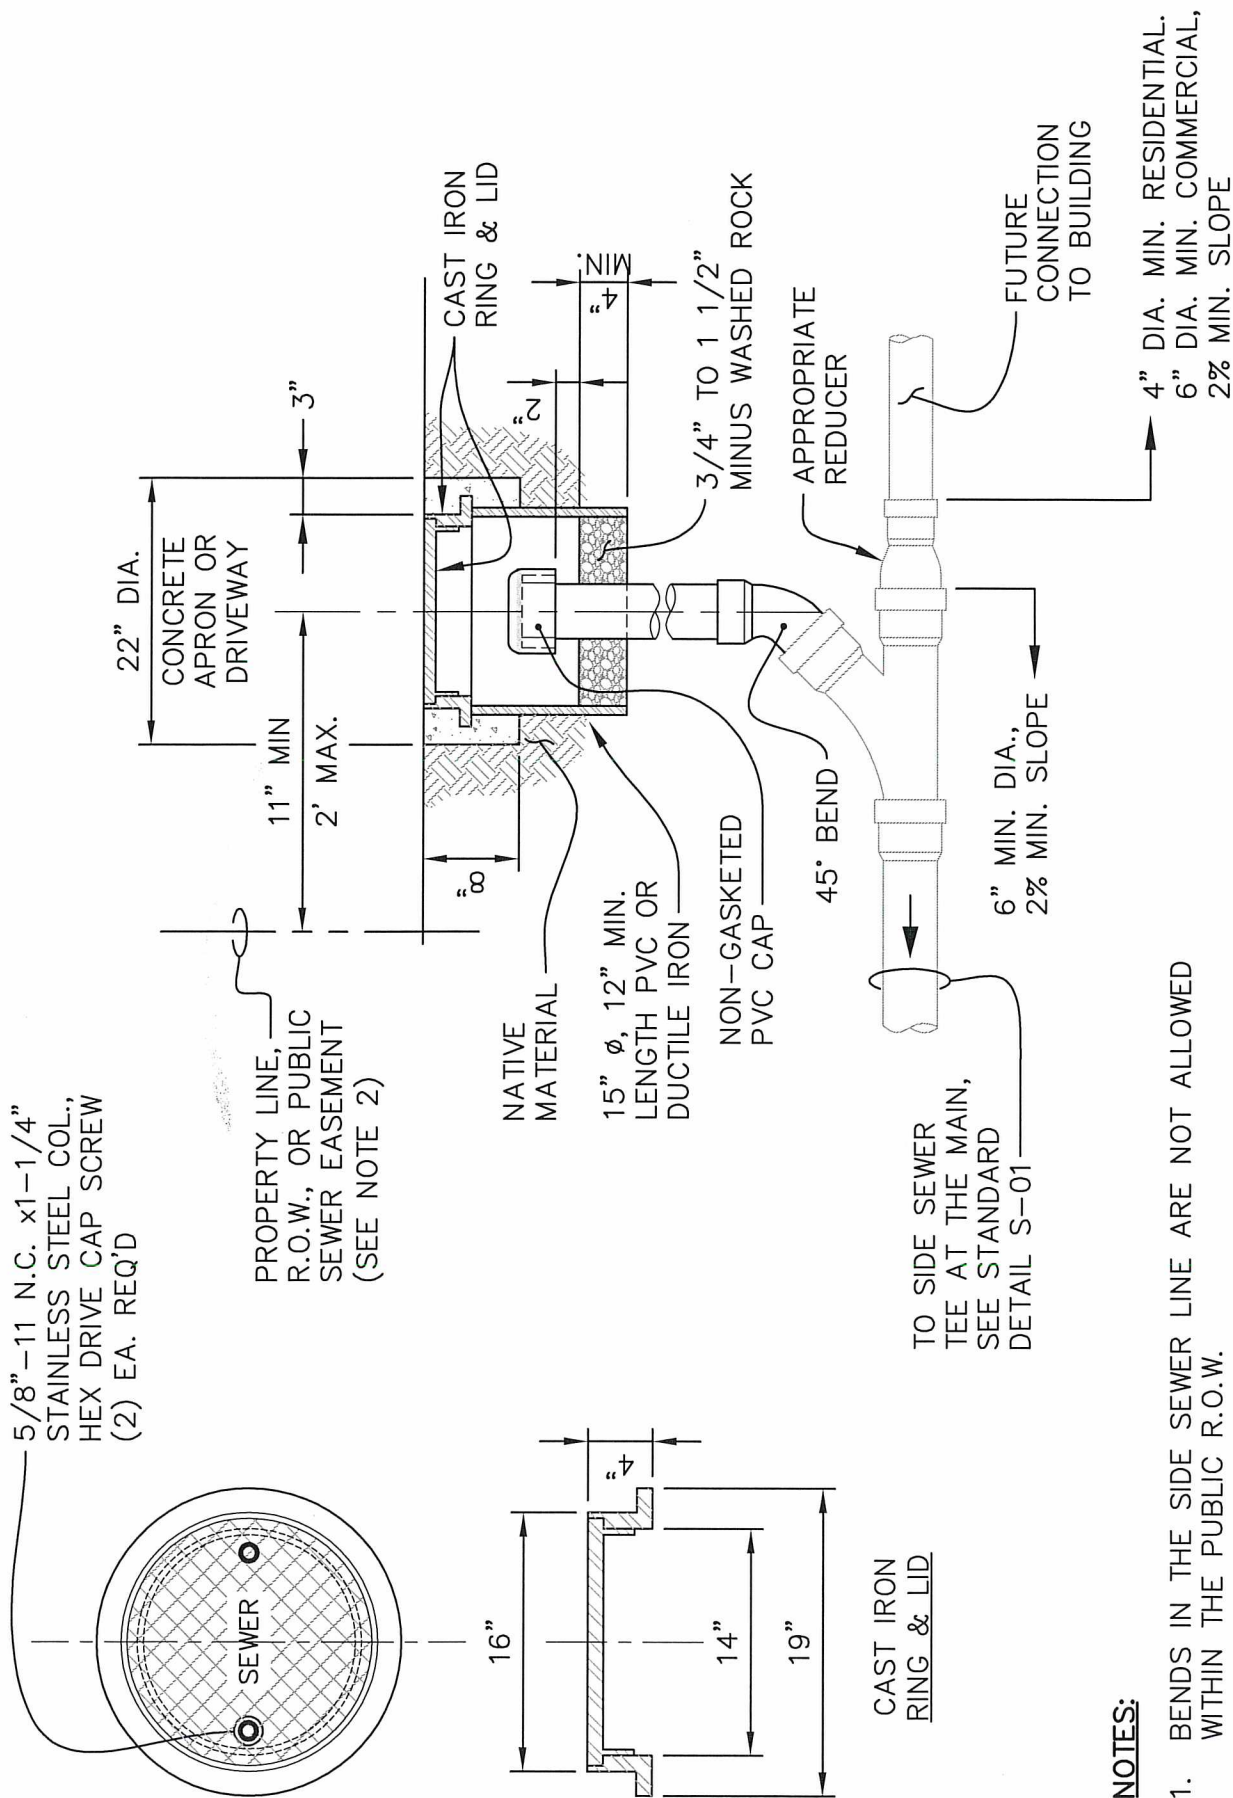 5/8"-11 N.C. x1-1/4"
STAINLESS STEEL COL.,
HEX DRIVE CAP SCREW
(2) EA. REQ'D
SEWER
16"
4"
14"
19"
CAST IRON
RING & LID
PROPERTY LINE,
R.O.W., OR PUBLIC
SEWER EASEMENT
(SEE NOTE 2)
22" DIA.
CONCRETE
APRON OR
DRIVEWAY
3"
11" MIN
2' MAX.
8"
CAST IRON
RING & LID
2"
4"
MIN.
NATIVE
MATERIAL
15" ø, 12" MIN.
LENGTH PVC OR
DUCTILE IRON
NON-GASKETED
PVC CAP
45° BEND
3/4" TO 1 1/2"
MINUS WASHED ROCK
APPROPRIATE
REDUCER
FUTURE
CONNECTION
TO BUILDING
TO SIDE SEWER
TEE AT THE MAIN,
SEE STANDARD
DETAIL S-01
6" MIN. DIA.,
2% MIN. SLOPE
4" DIA. MIN. RESIDENTIAL.
6" DIA. MIN. COMMERCIAL,
2% MIN. SLOPE
NOTES:
1. BENDS IN THE SIDE SEWER LINE ARE NOT ALLOWED
WITHIN THE PUBLIC R.O.W.